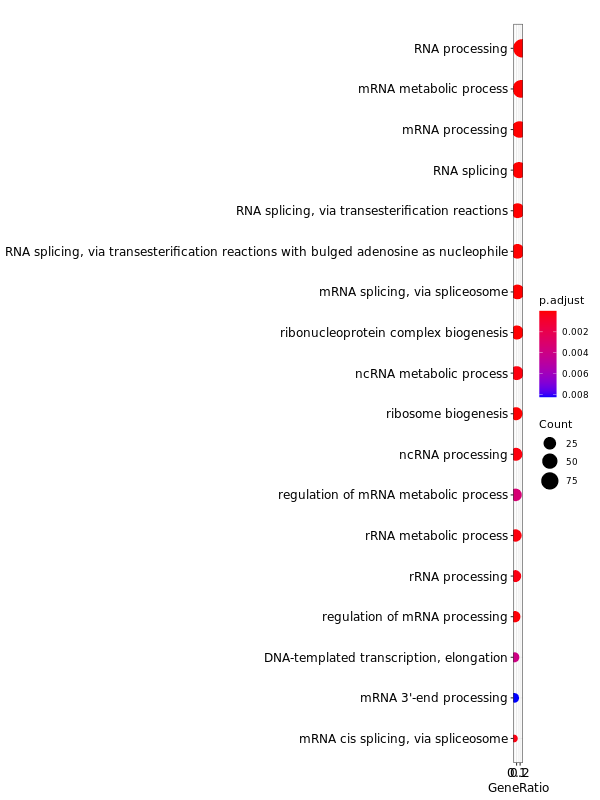 RNA processing
mRNA metabolic process
mRNA processing
RNA splicing
RNA splicing, via transesterification reactions
RNA splicing, via transesterification reactions with bulged adenosine as nucleophile
mRNA splicing, via spliceosome
ribonucleoprotein complex biogenesis
ncRNA metabolic process
ribosome biogenesis
ncRNA processing
regulation of mRNA metabolic process
rRNA metabolic process
rRNA processing
regulation of mRNA processing
DNA-templated transcription, elongation
mRNA 3'-end processing
mRNA cis splicing, via spliceosome
GeneRatio
p.adjust
0.002
0.004
0.006
0.008
Count
25
50
75